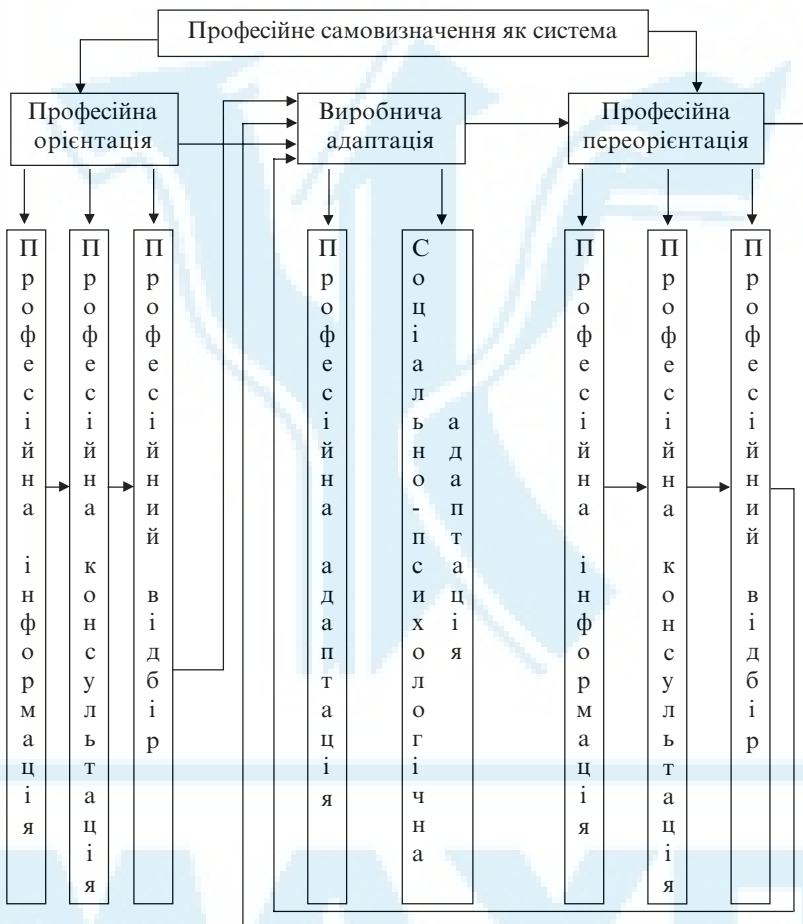 Професійне самовизначення як система
Професійна
орієнтація
Виробнича
адаптація
Професійна
переорієнтація
Професійна інформація
Професійна консультація
Професійний відбір
Професійна адаптація
Соціально-психологічна
адаптація
Професійна інформація
Професійна консультація
Професійний відбір